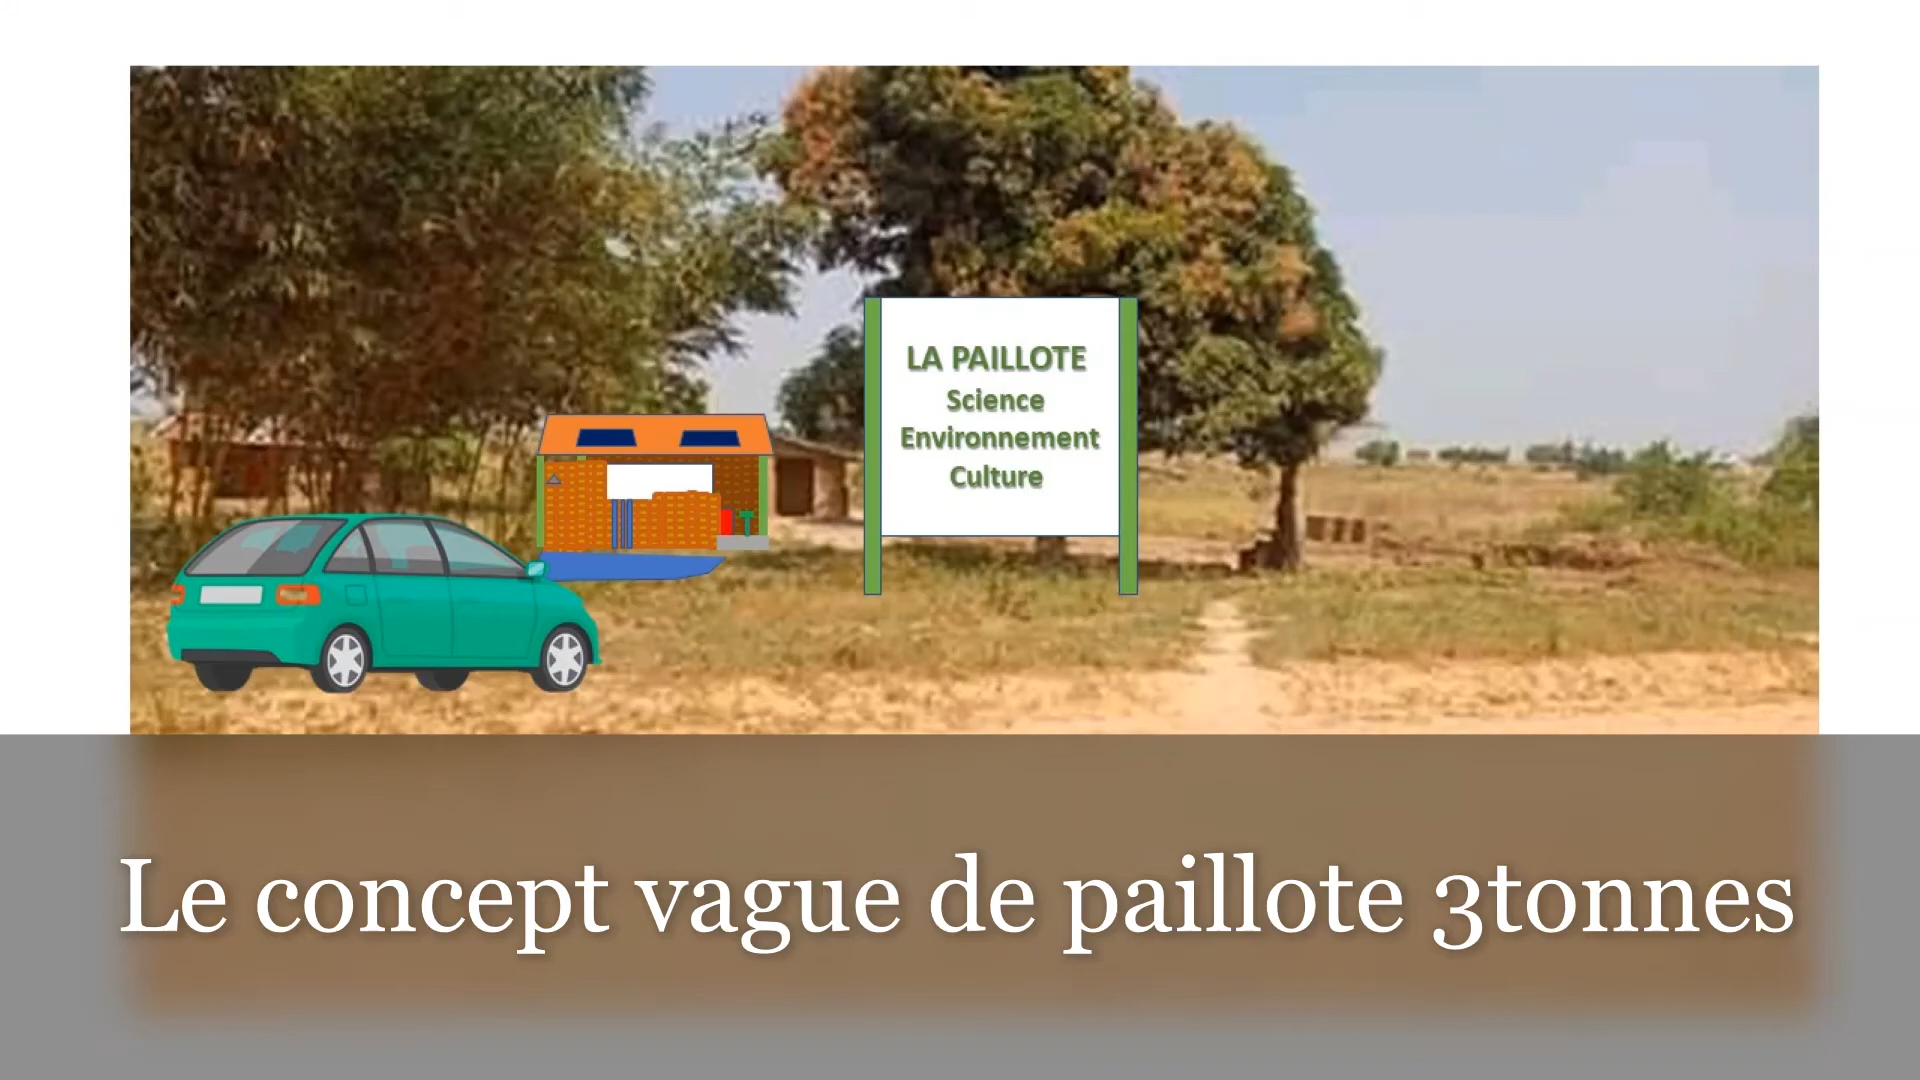 LA PAILLOTE
Science
Environnement
Culture
Le concept vague de paillote 3tonnes